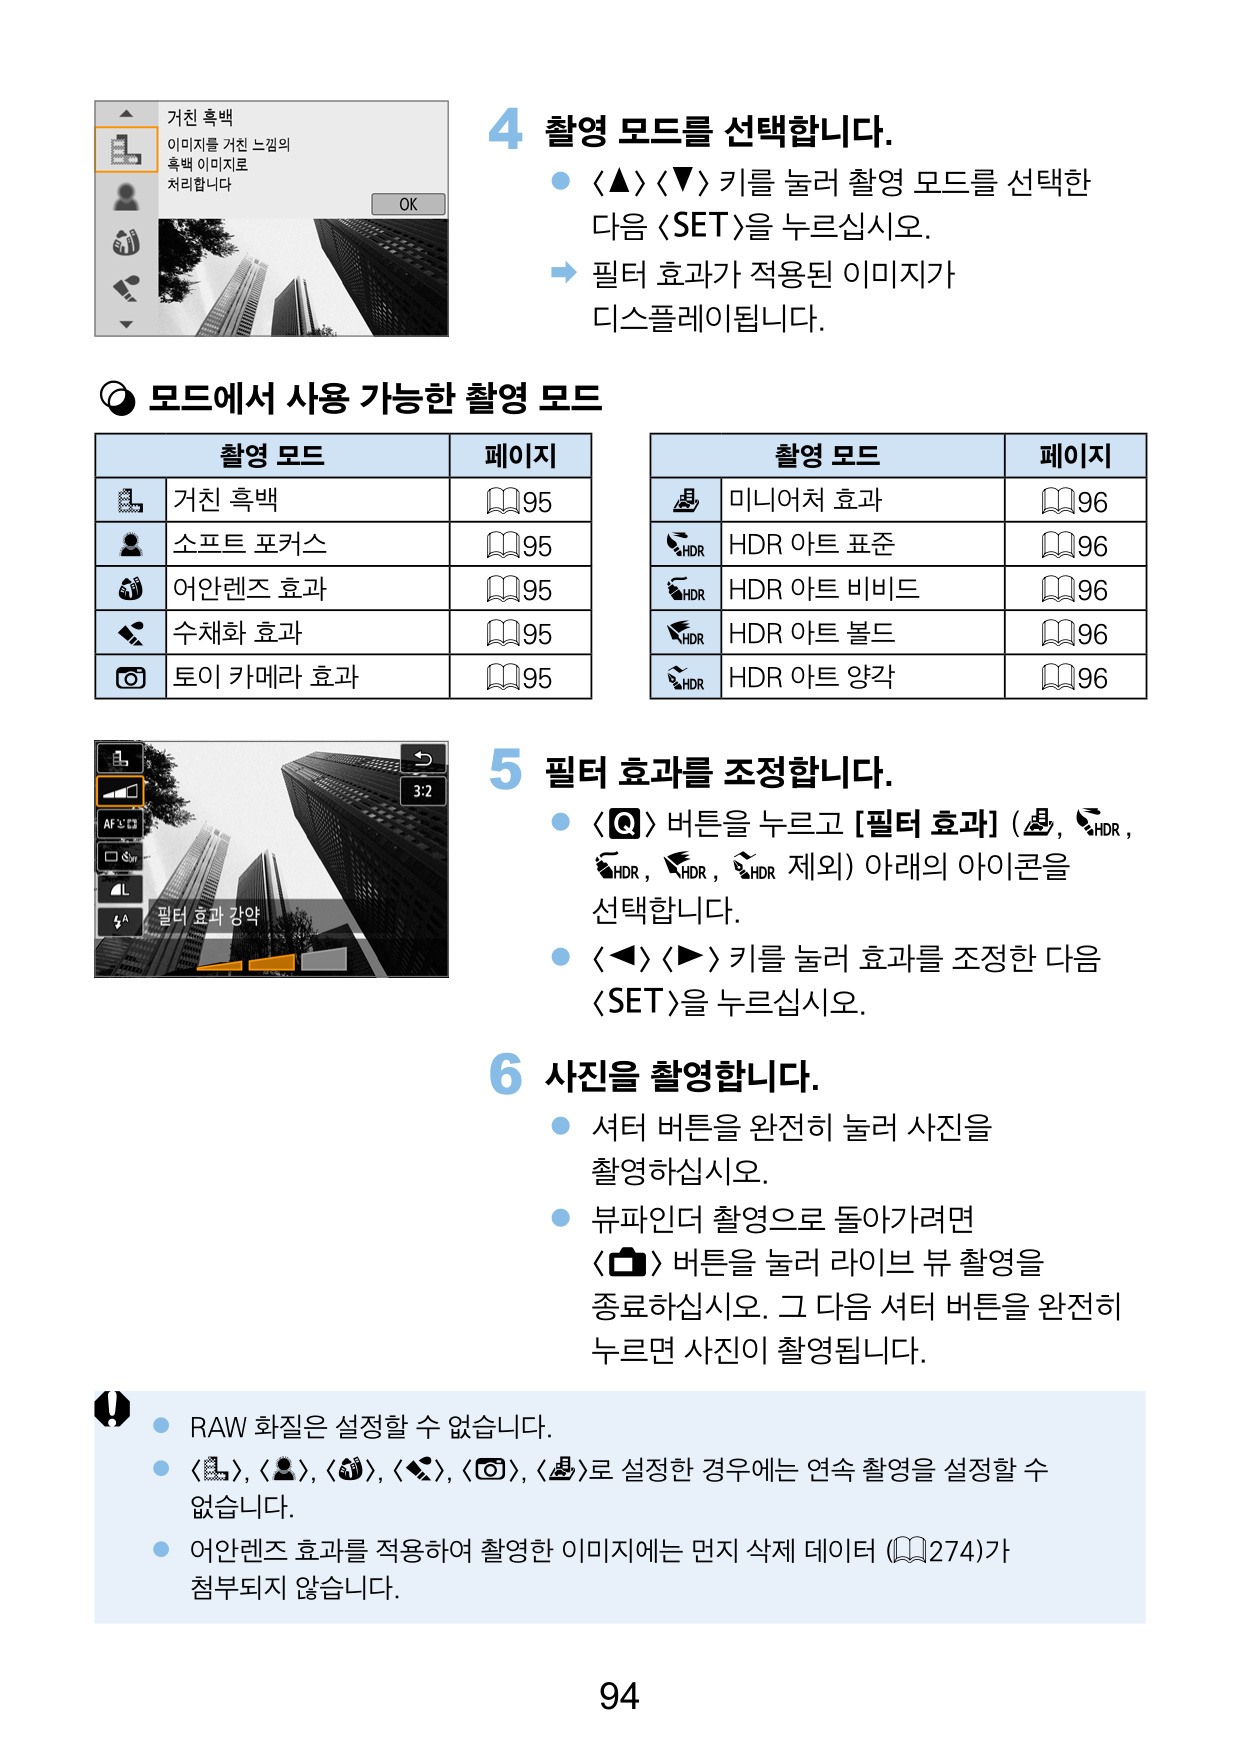 거친 흑백
이미지를 거친 느낌의
흑백 이미지로
처리합니다
OK
4 촬영 모드를 선택합니다.
● 〈▲〉〈▼〉 키를 눌러 촬영 모드를 선택한
다음 〈SET〉을 누르십시오.
➡ 필터 효과가 적용된 이미지가
디스플레이됩니다.
모드에서 사용 가능한 촬영 모드
촬영 모드 페이지
거친 흑백 95
소프트 포커스 95
어안렌즈 효과 95
수채화 효과 95
토이 카메라 효과 95
촬영 모드 페이지
미니어처 효과 96
HDR HDR 아트 표준 96
HDR HDR 아트 비비드 96
HDR HDR 아트 볼드 96
HDR HDR 아트 양각 96
3:2
AF
OFF
L
A
필터 효과 강약
5 필터 효과를 조정합니다.
● 〈Q〉 버튼을 누르고 [필터 효과] ( , HDR,
HDR, HDR, HDR 제외) 아래의 아이콘을
선택합니다.
● 〈◀〉〈▶〉 키를 눌러 효과를 조정한 다음
〈SET〉을 누르십시오.
6 사진을 촬영합니다.
● 셔터 버튼을 완전히 눌러 사진을
촬영하십시오.
● 뷰파인더 촬영으로 돌아가려면
〈 〉 버튼을 눌러 라이브 뷰 촬영을
종료하십시오. 그 다음 셔터 버튼을 완전히
누르면 사진이 촬영됩니다.
● RAW 화질은 설정할 수 없습니다.
● 〈 〉, 〈 〉, 〈 〉, 〈 〉, 〈 〉, 〈 〉로 설정한 경우에는 연속 촬영을 설정할 수
없습니다.
● 어안렌즈 효과를 적용하여 촬영한 이미지에는 먼지 삭제 데이터 ( 274)가
첨부되지 않습니다.
94